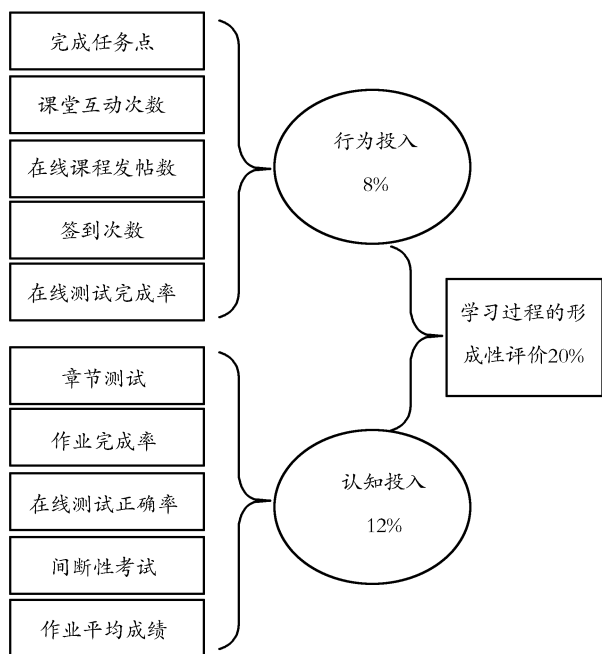 完成任务点
课堂互动次数
在线课程发帖数
签到次数
在线测试完成率
行为投入
8%
学习过程的形
成性评价20%
章节测试
作业完成率
在线测试正确率
间断性考试
作业平均成绩
认知投入
12%